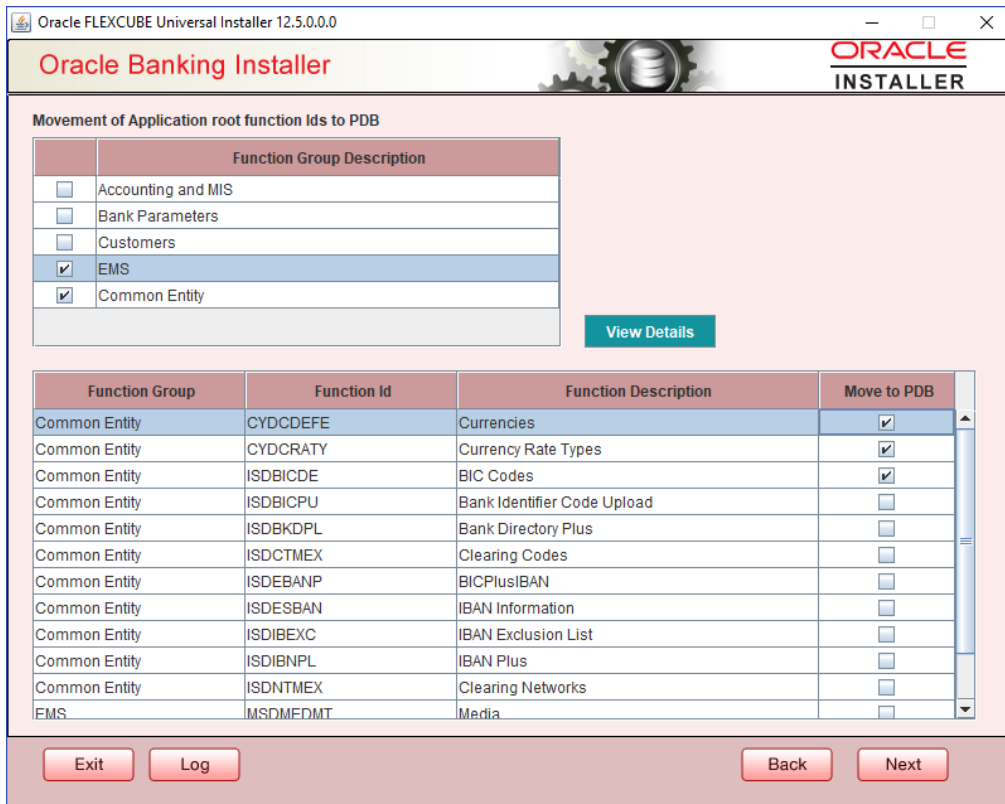 Oracle FLEXCUBE Universal Installer 12.5.0.0.0
Oracle Banking Installer
ORACLE
INSTALLER
Movement of Application root function Ids to PDB
Function Group Description
Accounting and MIS
Bank Parameters
Customers
EMS
Common Entity
View Details
Function Group Function Id Function Description Move to PDB
Common Entity CYDCDEFE Currencies
Common Entity CYDCRATY Currency Rate Types
Common Entity ISDBICDE BIC Codes
Common Entity ISDBICPU Bank Identifier Code Upload
Common Entity ISDBKDPL Bank Directory Plus
Common Entity ISDCTMEX Clearing Codes
Common Entity ISDEBANP BICPlusIBAN
Common Entity ISDESBAN IBAN Information
Common Entity ISDIBEXC IBAN Exclusion List
Common Entity ISDIBNPL IBAN Plus
Common Entity ISDNTMEX Clearing Networks
EMS MSDMEDMT Media
Exit Log Back Next